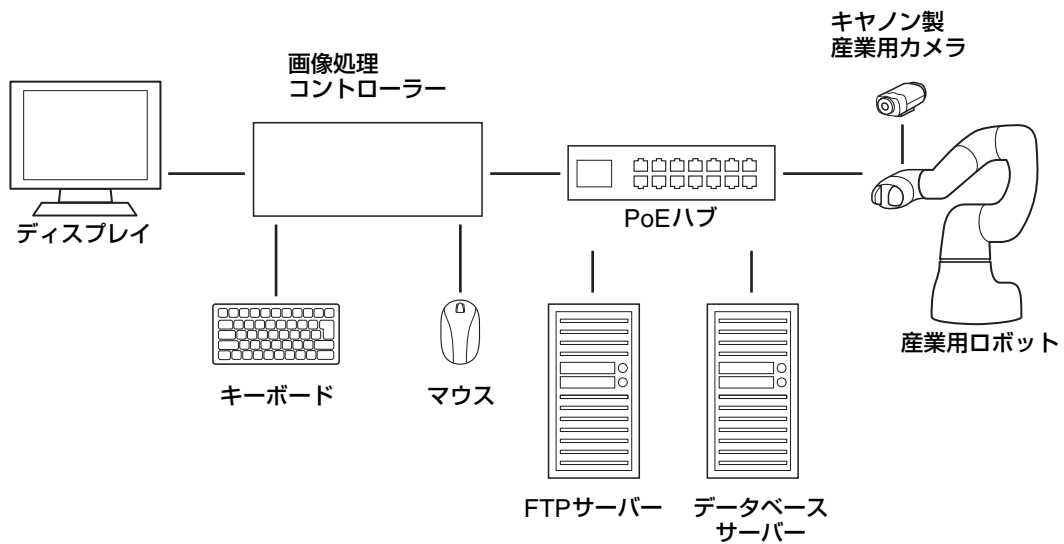 キヤノン製
産業用カメラ
画像処理
コントローラー
ディスプレイ
PoEハブ
産業用ロボット
キーボード
マウス
FTPサーバー
データベース
サーバー